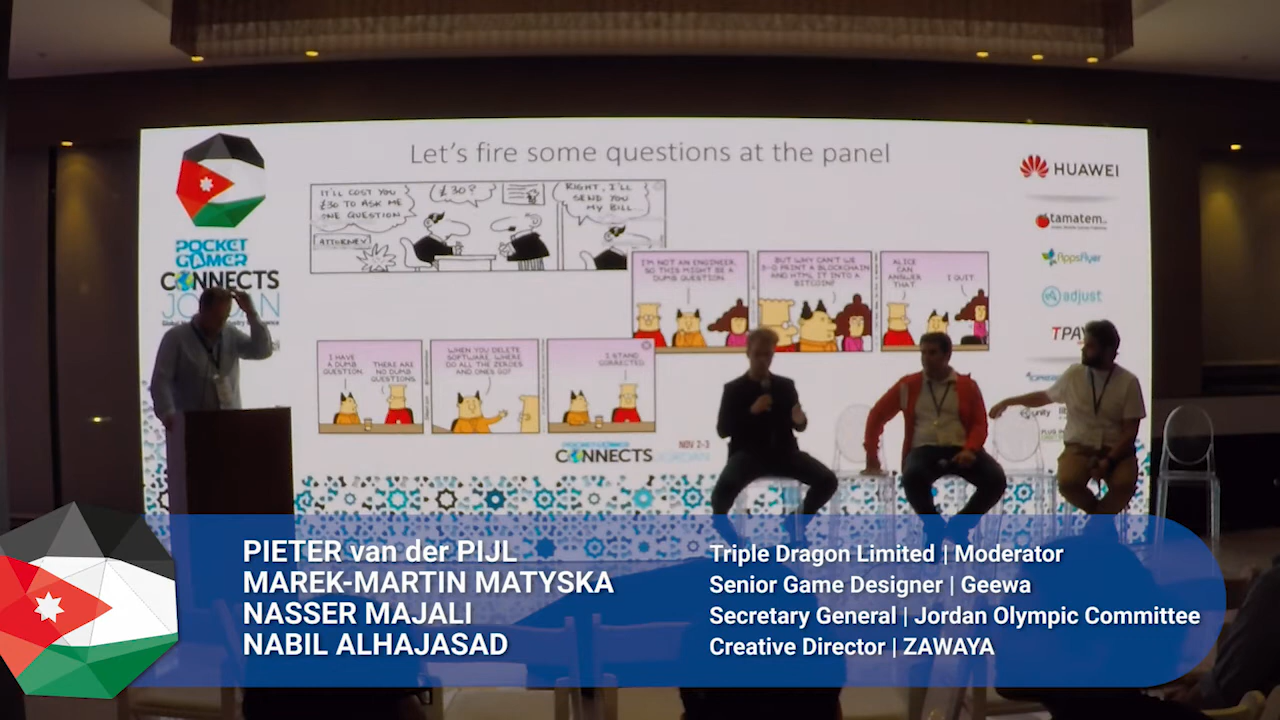 Let's fire some questions at the panel
POCKET
GAMER
CONNECTS
JORDAN
IT'LL COST YOU
£30 TO ASK ME
ONE QUESTION
ATTORNEY
£30?
RIGHT, I'LL
SEND YOU
MY BILL
I'M NOT AN ENGINEER,
SO THIS MIGHT BE A
DUMB QUESTION.
BUT WHY CAN'T WE
3-D PRINT A BLOCKCHAIN
AND HTML IT INTO A
BITCOIN?
ALICE
CAN
ANSWER
THAT.
I QUIT.
I HAVE
A DUMB
QUESTION.
THERE ARE
NO DUMB
QUESTIONS.
WHEN YOU DELETE
SOFTWARE, WHERE
DO ALL THE ZEROES
AND ONES GO?
I STAND
CORRECTED.
HUAWEI
tamatem
AppsFlyer
adjust
TPAY
unity
CONNECTS
JORDAN
NOV 2-3
PIETER van der PIJL
Triple Dragon Limited | Moderator
MAREK-MARTIN MATYSKA
Senior Game Designer | Geewa
NASSER MAJALI
Secretary General | Jordan Olympic Committee
NABIL ALHAJASAD
Creative Director | ZAWAYA